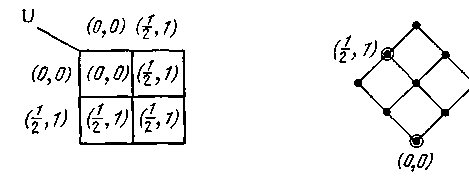 U
(0,0) (1/2,1)
(0,0) (0,0) (1/2,1)
(1/2,1) (1/2,1) (1/2,1)
(1/2,1)
(0,0)